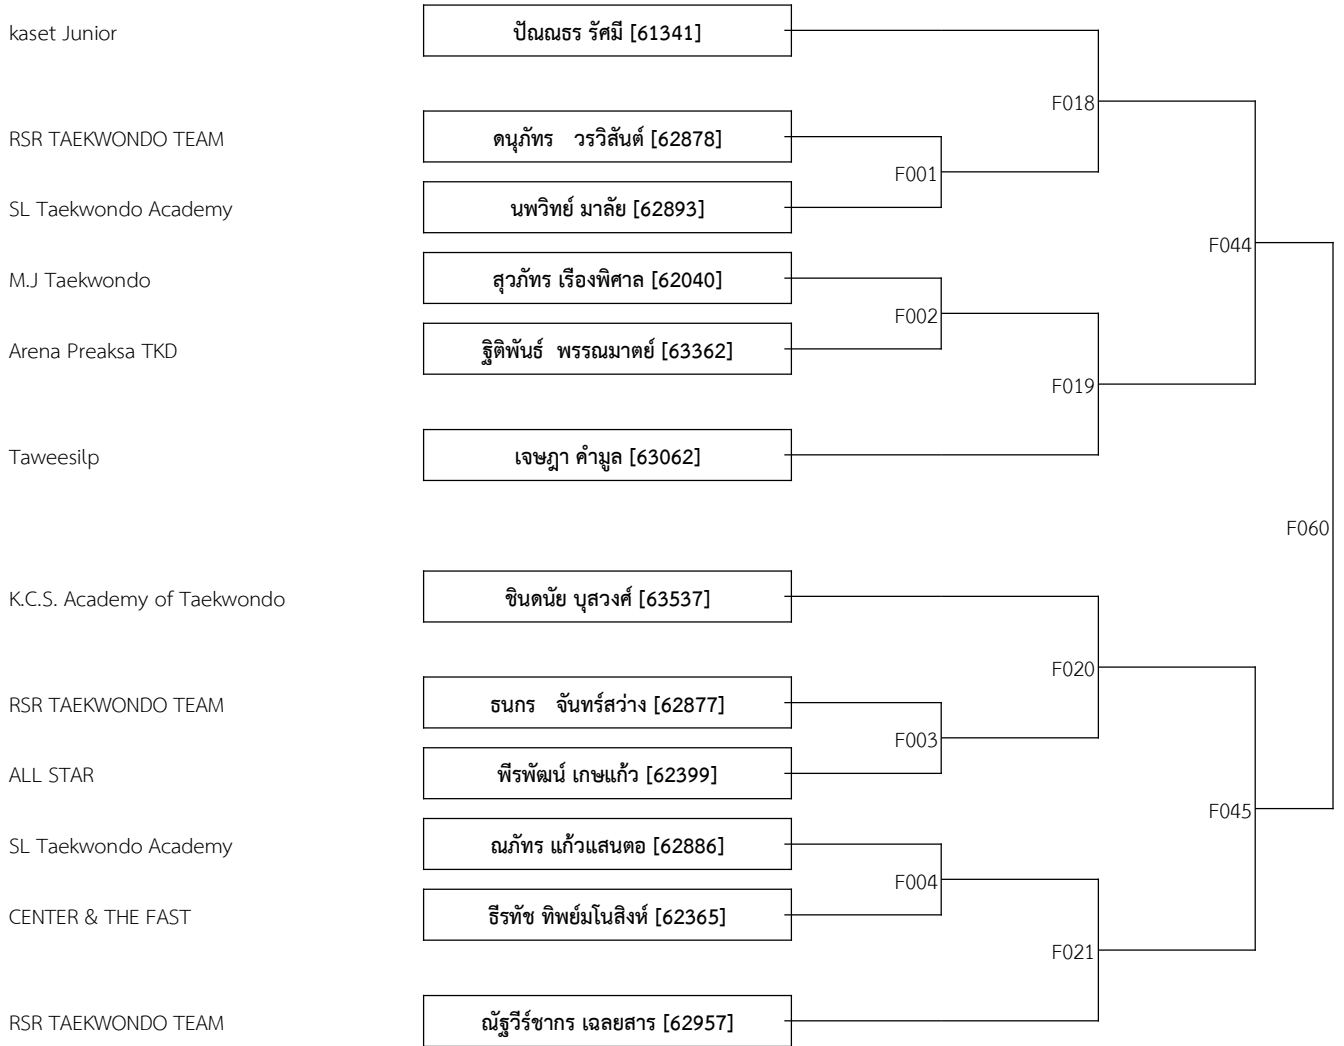 kaset Junior ปัณณธร รัศมี [61341]
F018
RSR TAEKWONDO TEAM ดนุภัทร วรวิสันต์ [62878]
F001
SL Taekwondo Academy นพวิทย์ มาลัย [62893]
F044
M.J Taekwondo สุวภัทร เรืองพิศาล [62040]
F002
Arena Preaksa TKD ฐิติพันธ์ พรรณมาตย์ [63362]
F019
Taweesilp เจษฎา คำมูล [63062]
F060
K.C.S. Academy of Taekwondo ชินดนัย บุสวงศ์ [63537]
F020
RSR TAEKWONDO TEAM ธนกร จันทร์สว่าง [62877]
F003
ALL STAR พีรพัฒน์ เกษแก้ว [62399]
F045
SL Taekwondo Academy ณภัทร แก้วแสนตอ [62886]
F004
CENTER & THE FAST ธีรทัช ทิพย์มโนสิงห์ [62365]
F021
RSR TAEKWONDO TEAM ณัฐวีร์ชากร เฉลยสาร [62957]